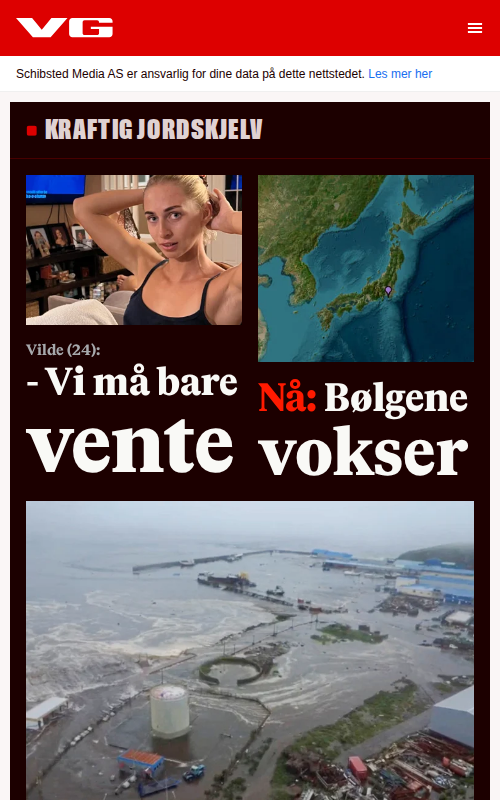 VG
Schibsted Media AS er ansvarlig for dine data på dette nettstedet. Les mer her
KRAFTIG JORDSKJELV
Vilde (24):
- Vi må bare
vente
Nå: Bølgene
vokser